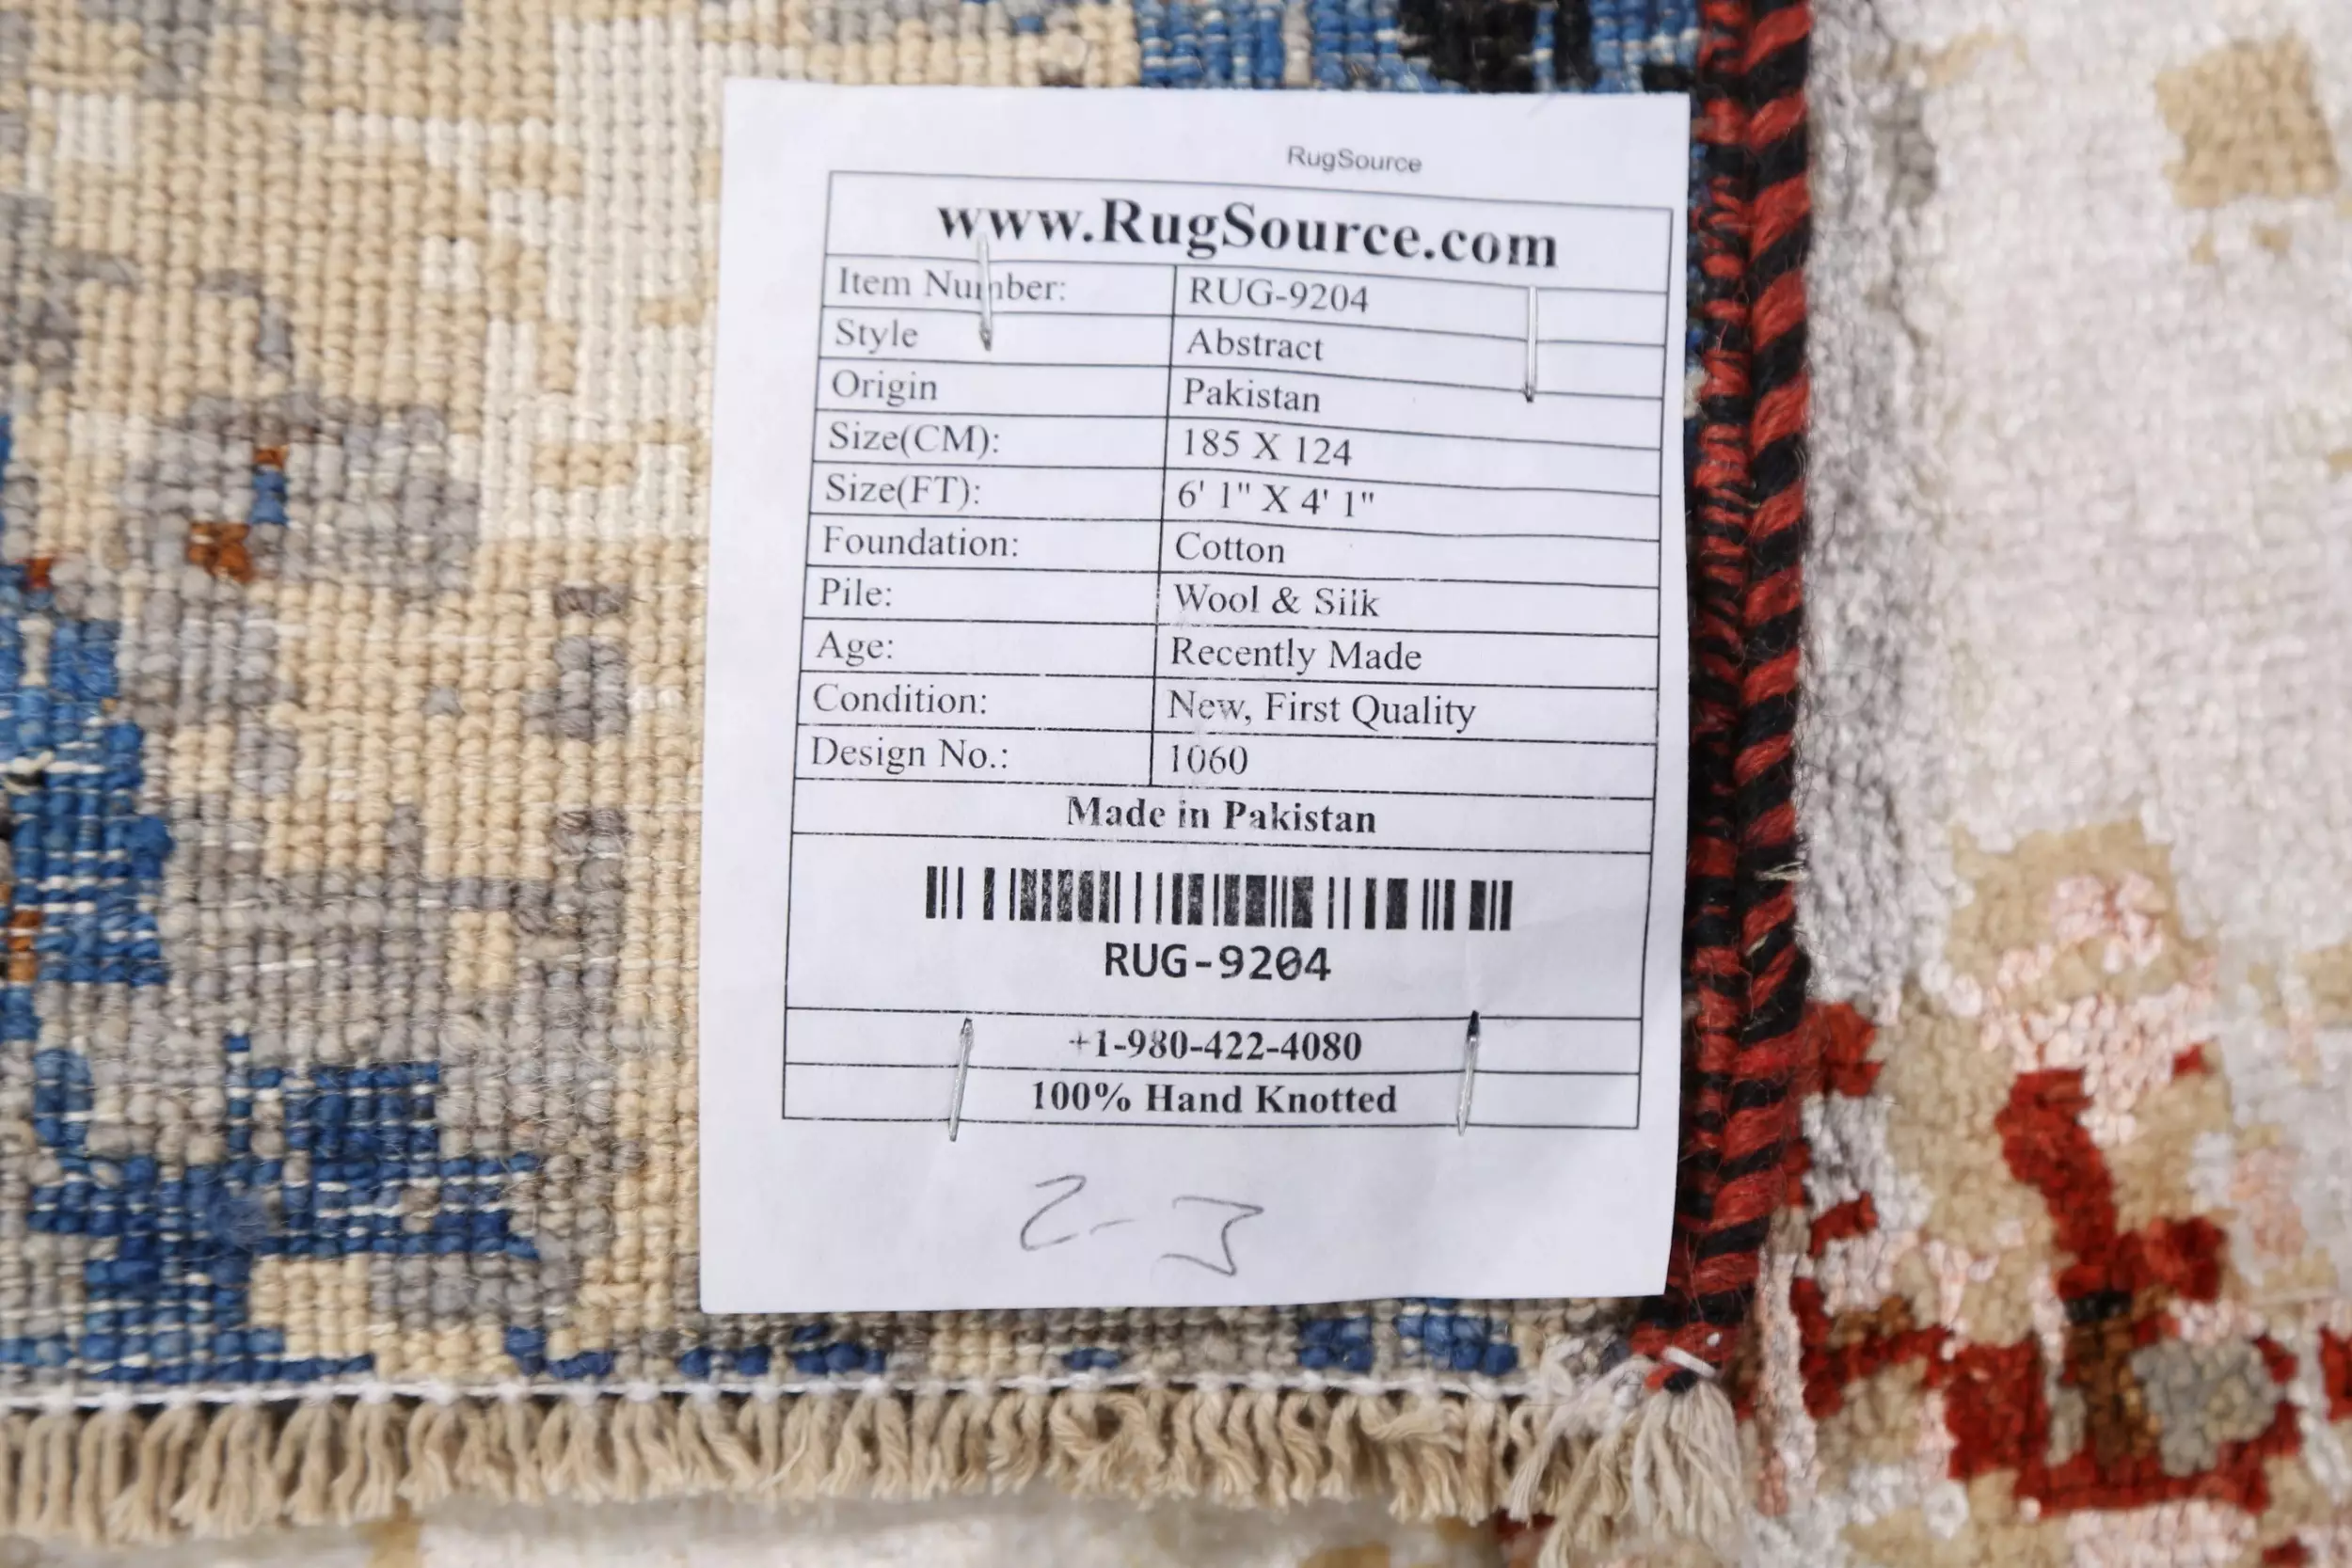 RugSource
www.RugSource.com
Item Number: RUG-9204
Style Abstract
Origin Pakistan
Size(CM): 185 X 124
Size(FT): 6' 1" X 4' 1"
Foundation: Cotton
Pile: Wool & Silk
Age: Recently Made
Condition: New, First Quality
Design No.: 1060
Made in Pakistan
RUG-9204
+1-980-422-4080
100% Hand Knotted
2-3